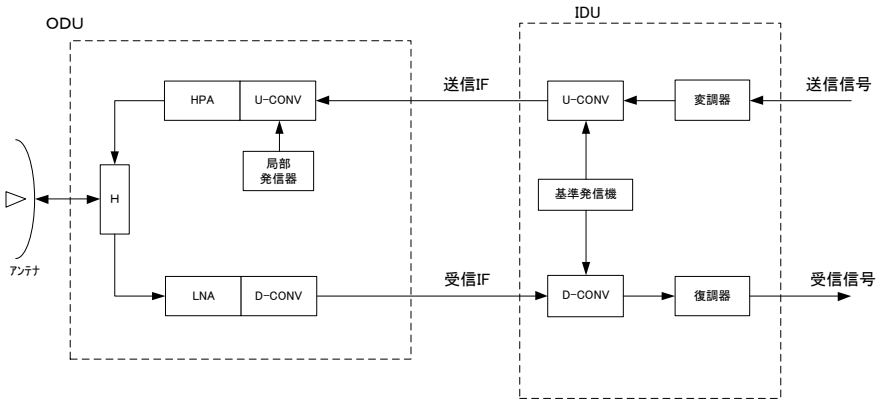 ODU
IDU
送信IF
送信信号
HPA
U-CONV
U-CONV
変調器
局部
発信器
H
基準発信機
アンテナ
受信IF
受信信号
LNA
D-CONV
D-CONV
復調器